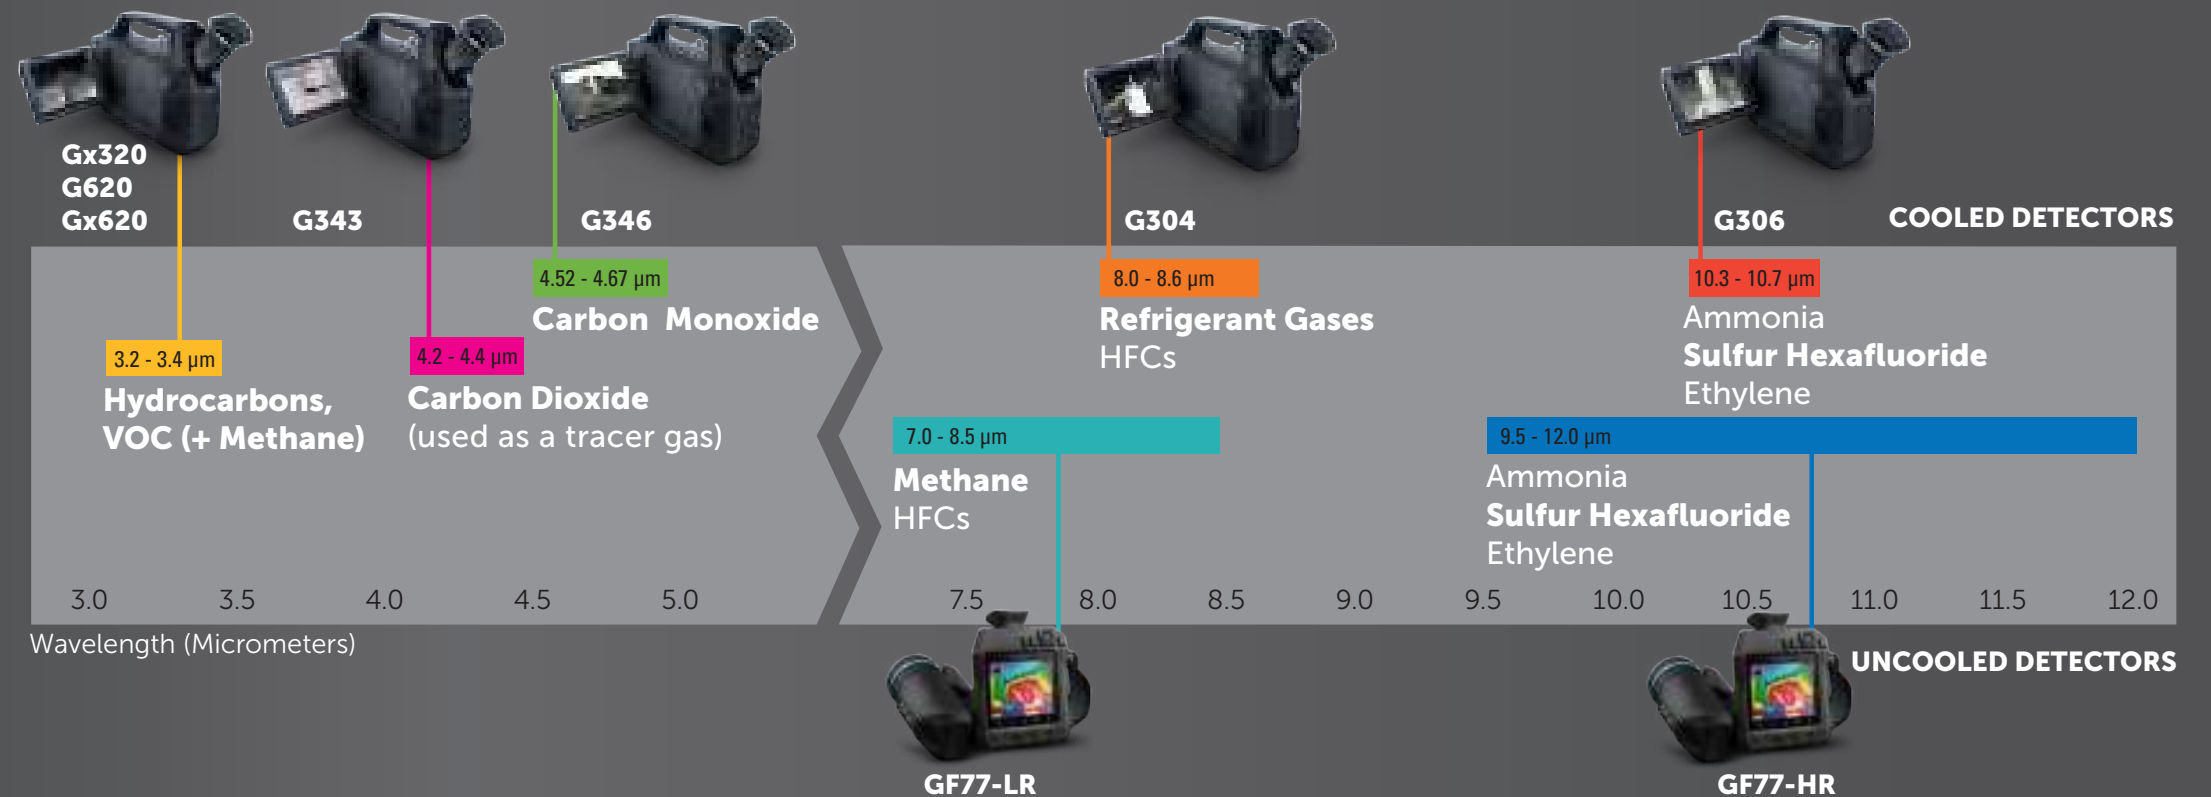 Gx320
G620
Gx620
G343
G346
G304
G306
COOLED DETECTORS
4.52 - 4.67 µm
Carbon Monoxide
8.0 - 8.6 µm
Refrigerant Gases
HFCs
10.3 - 10.7 µm
Ammonia
Sulfur Hexafluoride
Ethylene
3.2 - 3.4 µm
Hydrocarbons,
VOC (+ Methane)
4.2 - 4.4 µm
Carbon Dioxide
(used as a tracer gas)
7.0 - 8.5 µm
Methane
HFCs
9.5 - 12.0 µm
Ammonia
Sulfur Hexafluoride
Ethylene
3.0 3.5 4.0 4.5 5.0 7.5 8.0 8.5 9.0 9.5 10.0 10.5 11.0 11.5 12.0
Wavelength (Micrometers)
UNCOOLED DETECTORS
GF77-LR
GF77-HR